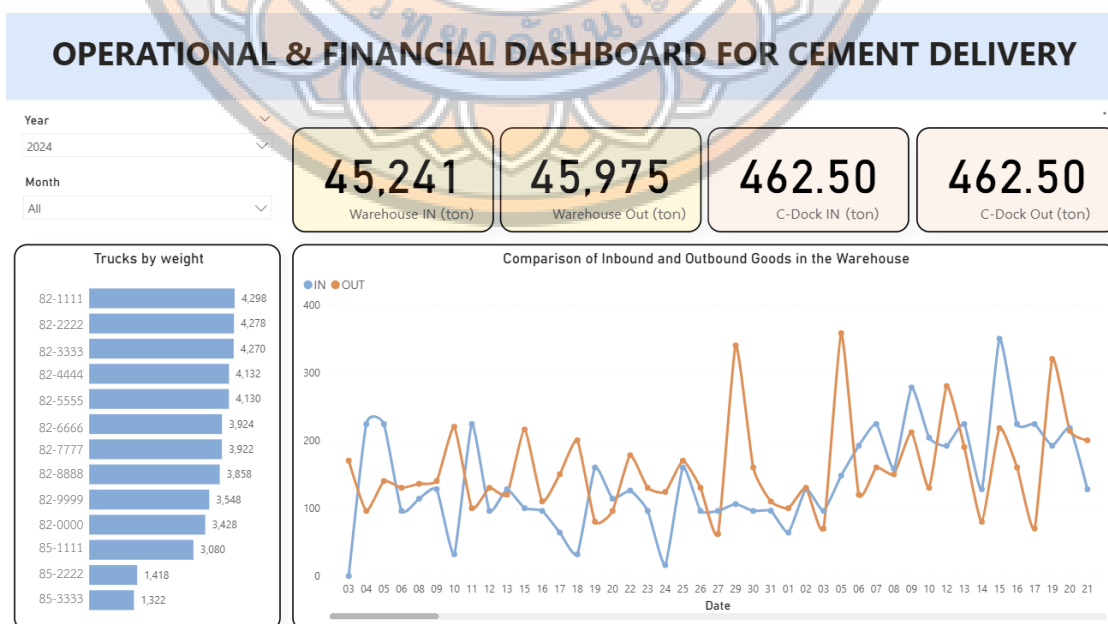 OPERATIONAL & FINANCIAL DASHBOARD FOR CEMENT DELIVERY
Year
2024
Month
All
45,241
Warehouse IN (ton)
45,975
Warehouse Out (ton)
462.50
C-Dock IN (ton)
462.50
C-Dock Out (ton)
Trucks by weight
82-1111 4,298
82-2222 4,278
82-3333 4,270
82-4444 4,132
82-5555 4,130
82-6666 3,924
82-7777 3,922
82-8888 3,858
82-9999 3,548
82-0000 3,428
85-1111 3,080
85-2222 1,418
85-3333 1,322
Comparison of Inbound and Outbound Goods in the Warehouse
IN OUT
400
300
200
100
0
03 04 05 06 08 09 10 11 12 13 15 16 17 18 19 20 22 23 24 25 26 27 29 30 31 01 02 03 05 06 07 08 09 10 12 13 14 15 16 17 19 20 21
Date